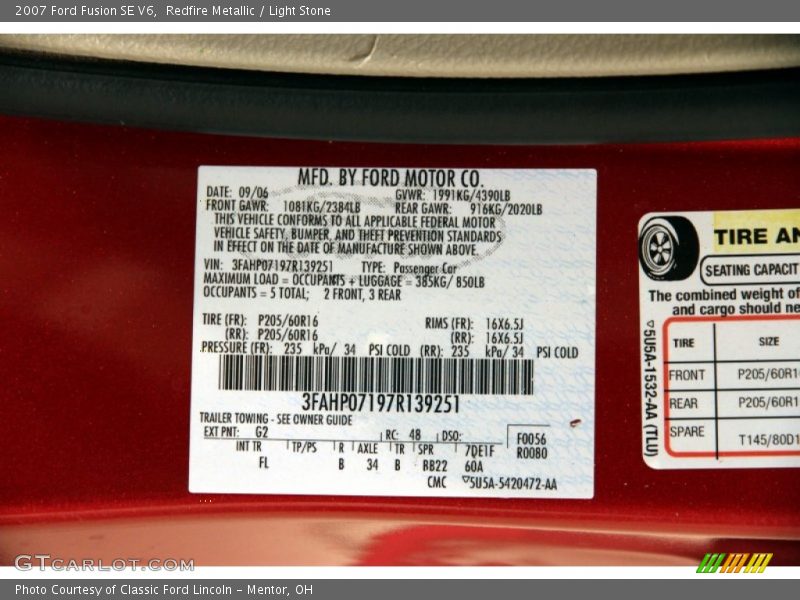 2007 Ford Fusion SE V6,  Redfire Metallic / Light Stone
MFD. BY FORD MOTOR CO.
DATE: 09/06 GVWR: 1991KG/4390LB
FRONT GAWR: 1081KG/2384LB REAR GAWR: 916KG/2020LB
THIS VEHICLE CONFORMS TO ALL APPLICABLE FEDERAL MOTOR
VEHICLE SAFETY, BUMPER, AND THEFT PREVENTION STANDARDS
IN EFFECT ON THE DATE OF MANUFACTURE SHOWN ABOVE.
VIN: 3FAHP07197R139251 TYPE: Passenger Car
MAXIMUM LOAD = OCCUPANTS + LUGGAGE = 385KG/ 850LB
OCCUPANTS = 5 TOTAL; 2 FRONT, 3 REAR
TIRE (FR): P205/60R16 RIMS (FR): 16X6.5J
(RR): P205/60R16 (RR): 16X6.5J
PRESSURE (FR): 235 kPa/ 34 PSI COLD (RR): 235 kPa/ 34 PSI COLD
3FAHP07197R139251
TRAILER TOWING - SEE OWNER GUIDE
EXT PNT: G2 RC: 48 DSO: F0056
R0080
INT TR TP/PS R AXLE TR SPR 7DE1F
FL B 34 B BB22 60A
CMC 5U5A-5420472-AA
TIRE AN
SEATING CAPACIT
The combined weight of
and cargo should ne
TIRE SIZE
FRONT P205/60R1
REAR P205/60R1
SPARE T145/80D1
5U5A-1532-AA (TLU)
GTCarLot.com
Photo Courtesy of Classic Ford Lincoln - Mentor, OH